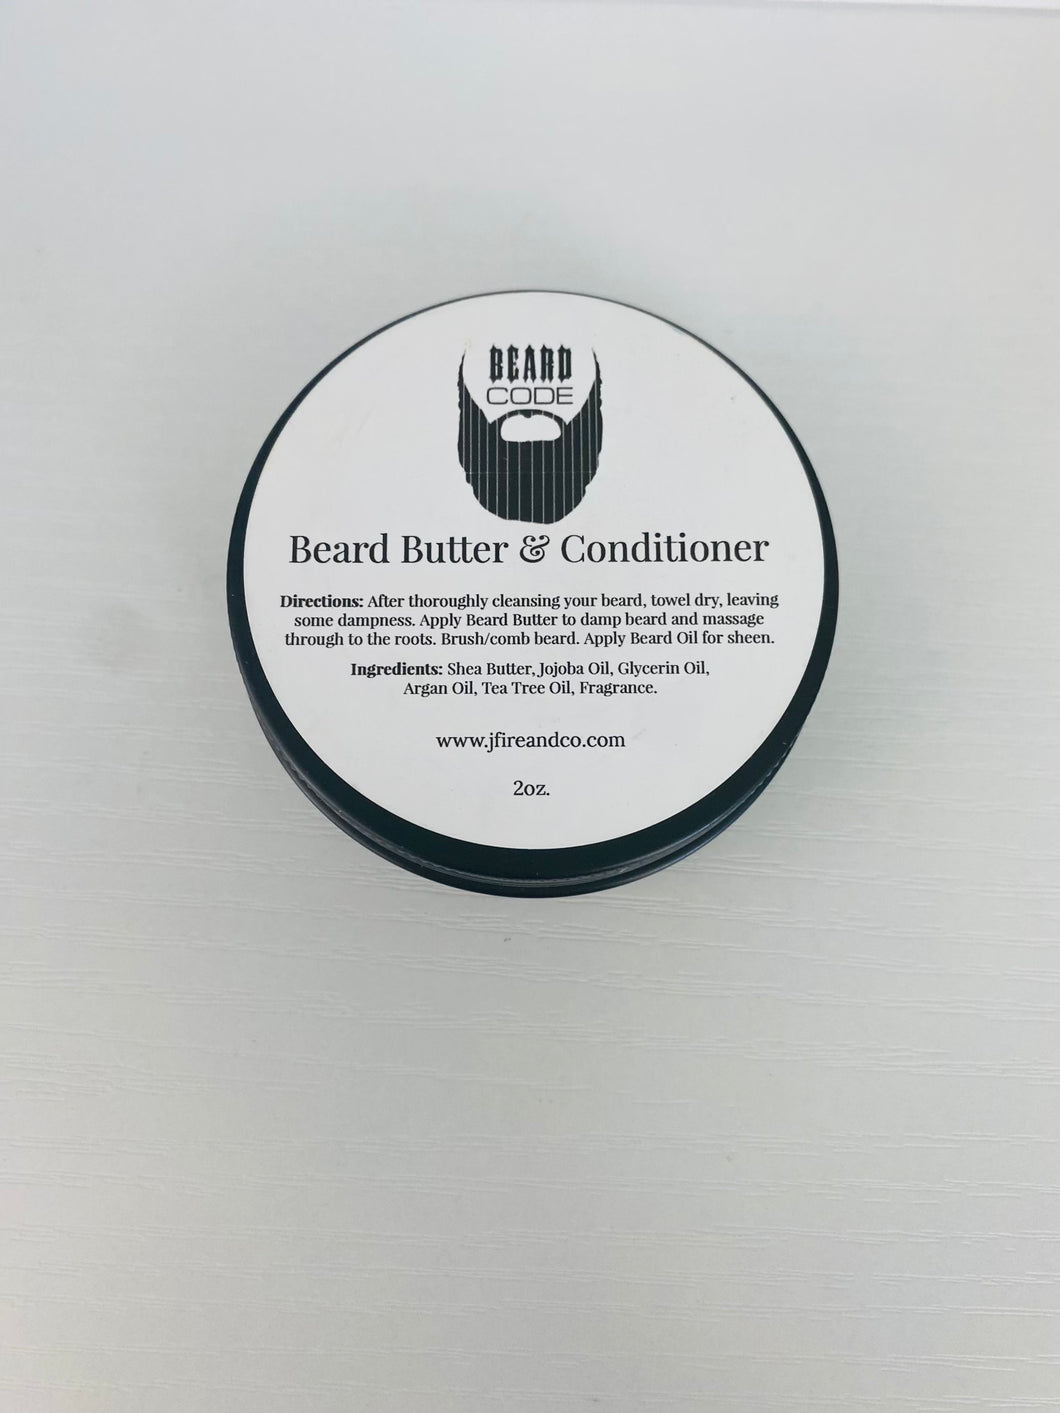 BEARD
CODE
Beard Butter & Conditioner
Directions: After thoroughly cleansing your beard, towel dry, leaving
some dampness. Apply Beard Butter to damp beard and massage
through to the roots. Brush/comb beard. Apply Beard Oil for sheen.
Ingredients: Shea Butter, Jojoba Oil, Glycerin Oil,
Argan Oil, Tea Tree Oil, Fragrance.
www.jfireandco.com
2oz.